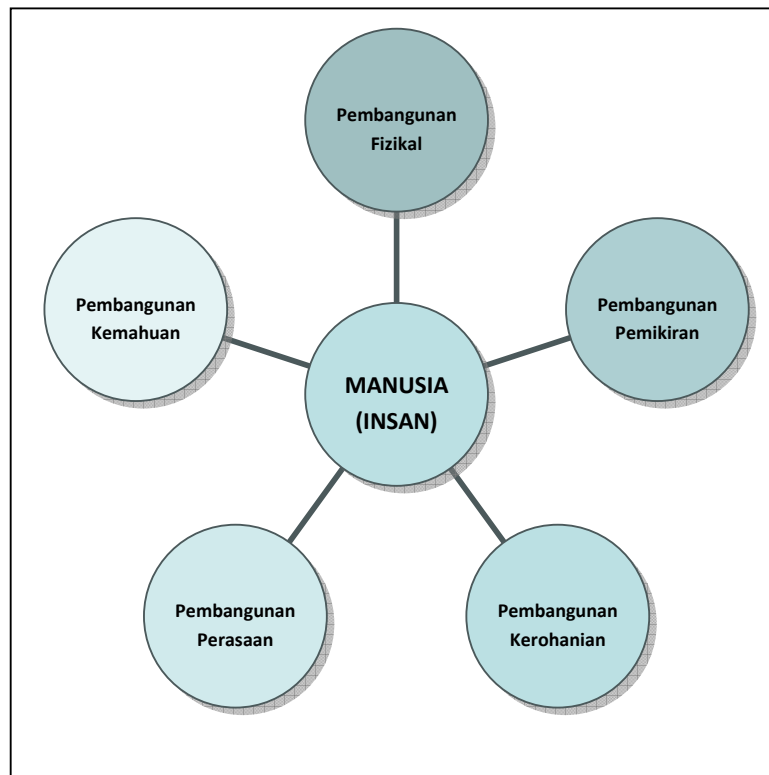 Pembangunan
Fizikal
Pembangunan
Kemahuan
Pembangunan
Pemikiran
MANUSIA
(INSAN)
Pembangunan
Perasaan
Pembangunan
Kerohanian